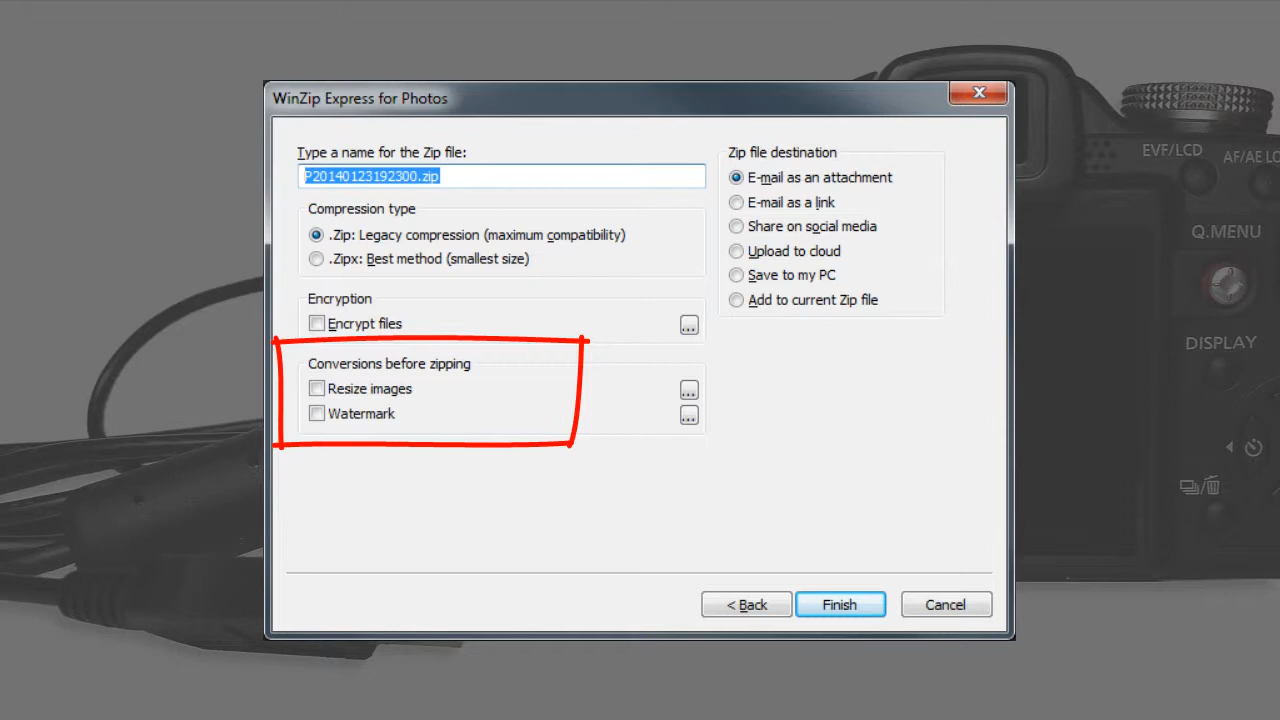 WinZip Express for Photos
Type a name for the Zip file:
P20140123192300.zip
Compression type
.Zip: Legacy compression (maximum compatibility)
.Zipx: Best method (smallest size)
Encryption
Encrypt files
...
Conversions before zipping
Resize images
...
Watermark
...
Zip file destination
E-mail as an attachment
E-mail as a link
Share on social media
Upload to cloud
Save to my PC
Add to current Zip file
< Back
Finish
Cancel
EVF/LCD
AF/AE LO
Q.MENU
DISPLAY